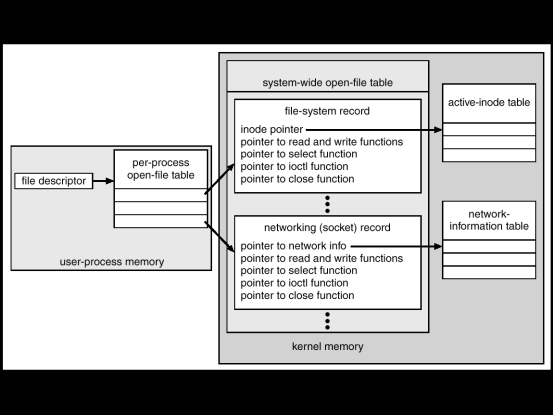 system-wide open-file table
file-system record
inode pointer
pointer to read and write functions
pointer to select function
pointer to ioctl function
pointer to close function
active-inode table
per-process
open-file table
file descriptor
user-process memory
networking (socket) record
pointer to network info
pointer to read and write functions
pointer to select function
pointer to ioctl function
pointer to close function
network-
information table
kernel memory